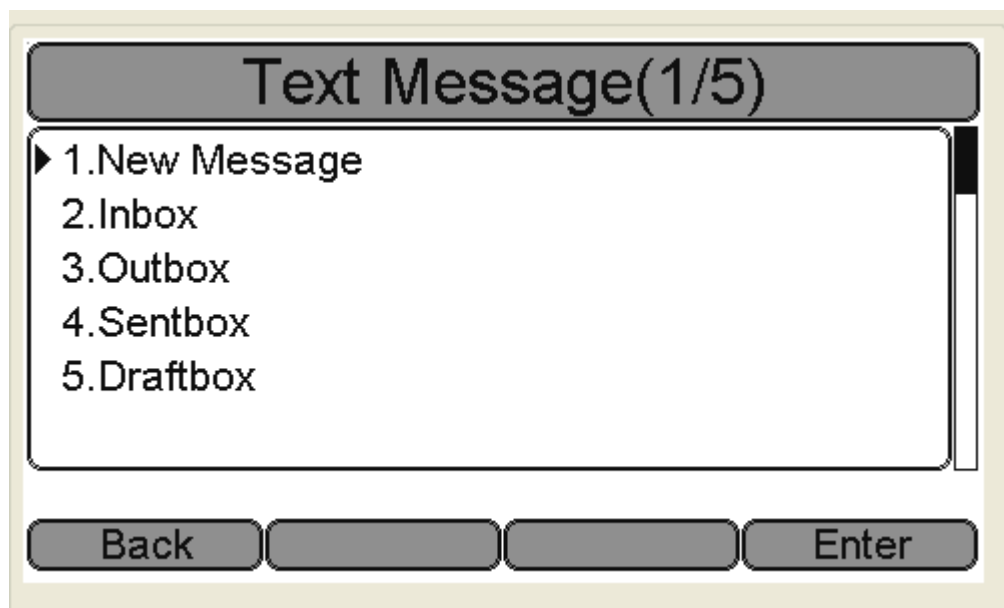 Text Message(1/5)
1.New Message
2.Inbox
3.Outbox
4.Sentbox
5.Draftbox
Back Enter